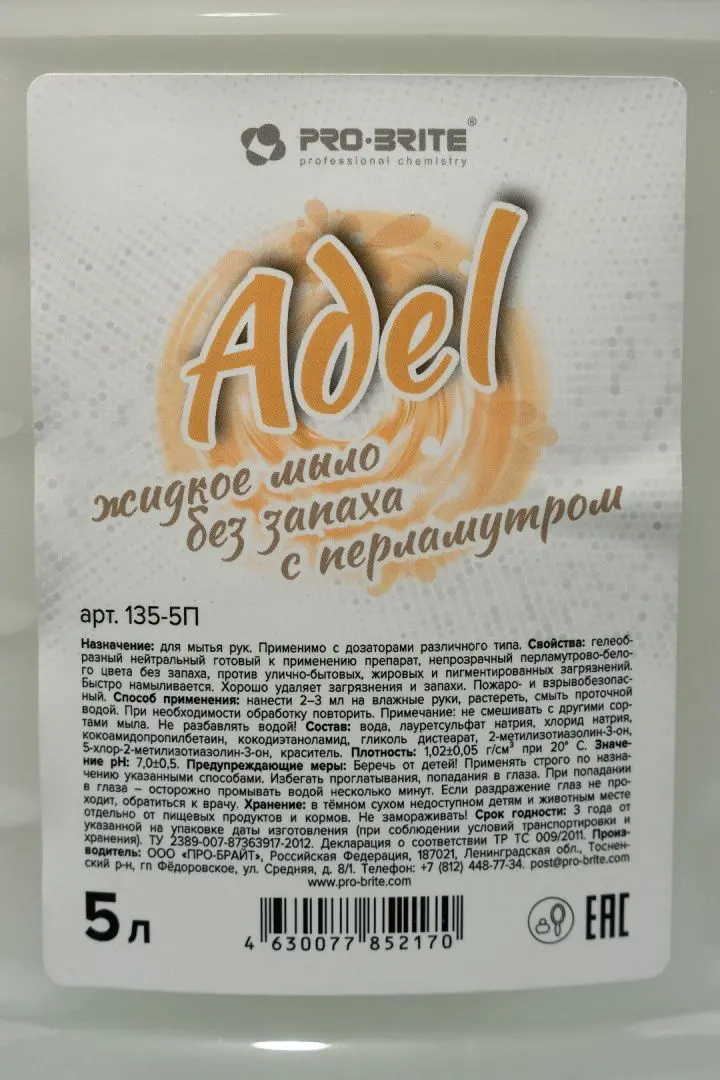 PRO-BRITE®
professional chemistry
Adel
жидкое мыло
без запаха
с перламутром
арт. 135-5П
Назначение: для мытья рук. Применимо с дозаторами различного типа. Свойства: гелеоб-
разный нейтральный готовый к применению препарат, непрозрачный перламутрово-бело-
го цвета без запаха, против улично-бытовых, жировых и пигментированных загрязнений.
Быстро намыливается. Хорошо удаляет загрязнения и запахи. Пожаро- и взрывобезопас-
ный. Способ применения: нанести 2–3 мл на влажные руки, растереть, смыть проточной
водой. При необходимости обработку повторить. Примечание: не смешивать с другими сор-
тами мыла. Не разбавлять водой! Состав: вода, лауретсульфат натрия, хлорид натрия,
кокоамидопропилбетаин, кокодиэтаноламид, гликоль дистеарат, 2-метилизотиазолин-3-он,
5-хлор-2-метилизотиазолин-3-он, краситель. Плотность: 1,02±0,05 г/см³ при 20° С. Значе-
ние pH: 7,0±0,5. Предупреждающие меры: Беречь от детей! Применять строго по назна-
чению указанными способами. Избегать проглатывания, попадания в глаза. При попадании
в глаза – осторожно промывать водой несколько минут. Если раздражение глаз не про-
ходит, обратиться к врачу. Хранение: в тёмном сухом недоступном детям и животным месте
отдельно от пищевых продуктов и кормов. Не замораживать! Срок годности: 3 года от
указанной на упаковке даты изготовления (при соблюдении условий транспортировки и
хранения). ТУ 2389-007-87363917-2012. Декларация о соответствии ТР ТС 009/2011. Произ-
водитель: ООО «ПРО-БРАЙТ», Российская Федерация, 187021, Ленинградская обл., Тоснен-
ский р-н, гп Фёдоровское, ул. Средняя, д. 8/1. Телефон: +7 (812) 448-77-34. post@pro-brite.com
www.pro-brite.com
5 л
4 630077 852170
EAC